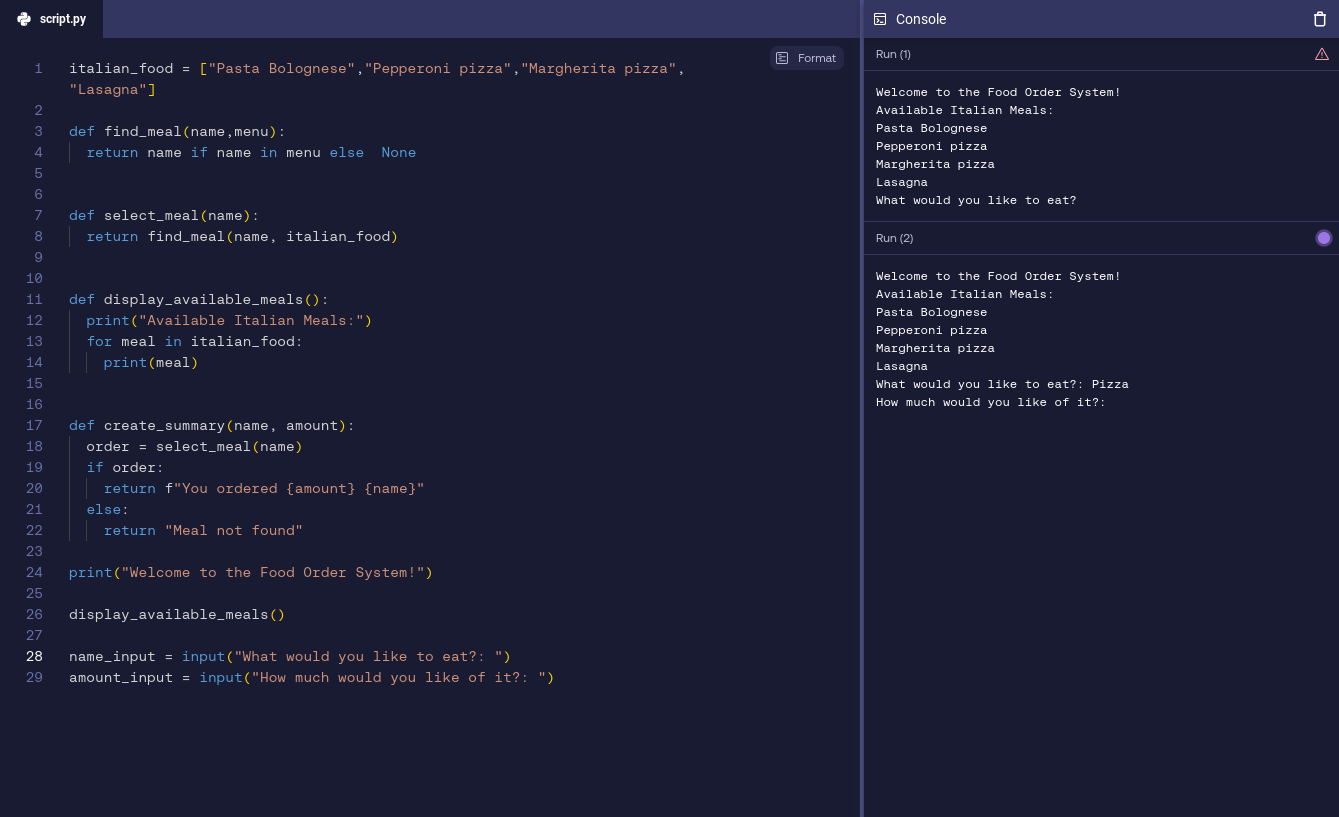 script.py
Format
1 italian_food = ["Pasta Bolognese","Pepperoni pizza","Margherita pizza",
"Lasagna"]
2
3 def find_meal(name,menu):
4   return name if name in menu else  None
5
6
7 def select_meal(name):
8   return find_meal(name, italian_food)
9
10
11 def display_available_meals():
12   print("Available Italian Meals:")
13   for meal in italian_food:
14     print(meal)
15
16
17 def create_summary(name, amount):
18   order = select_meal(name)
19   if order:
20     return f"You ordered {amount} {name}"
21   else:
22     return "Meal not found"
23
24 print("Welcome to the Food Order System!")
25
26 display_available_meals()
27
28 name_input = input("What would you like to eat?: ")
29 amount_input = input("How much would you like of it?: ")
Console
Run (1)
Welcome to the Food Order System!
Available Italian Meals:
Pasta Bolognese
Pepperoni pizza
Margherita pizza
Lasagna
What would you like to eat?
Run (2)
Welcome to the Food Order System!
Available Italian Meals:
Pasta Bolognese
Pepperoni pizza
Margherita pizza
Lasagna
What would you like to eat?: Pizza
How much would you like of it?: